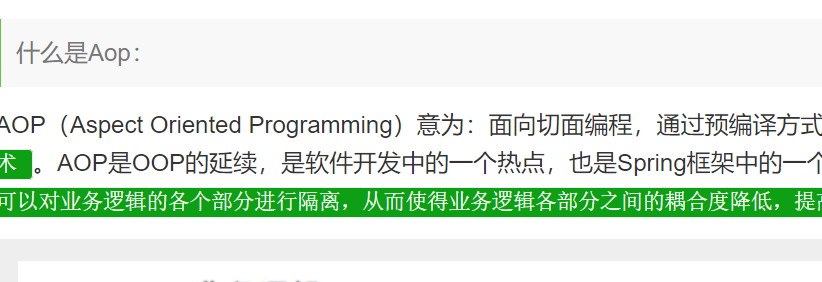 什么是Aop:
AOP（Aspect Oriented Programming）意为：面向切面编程，通过预编译方式
术 。AOP是OOP的延续，是软件开发中的一个热点，也是Spring框架中的一个
可以对业务逻辑的各个部分进行隔离，从而使得业务逻辑各部分之间的耦合度降低，提高